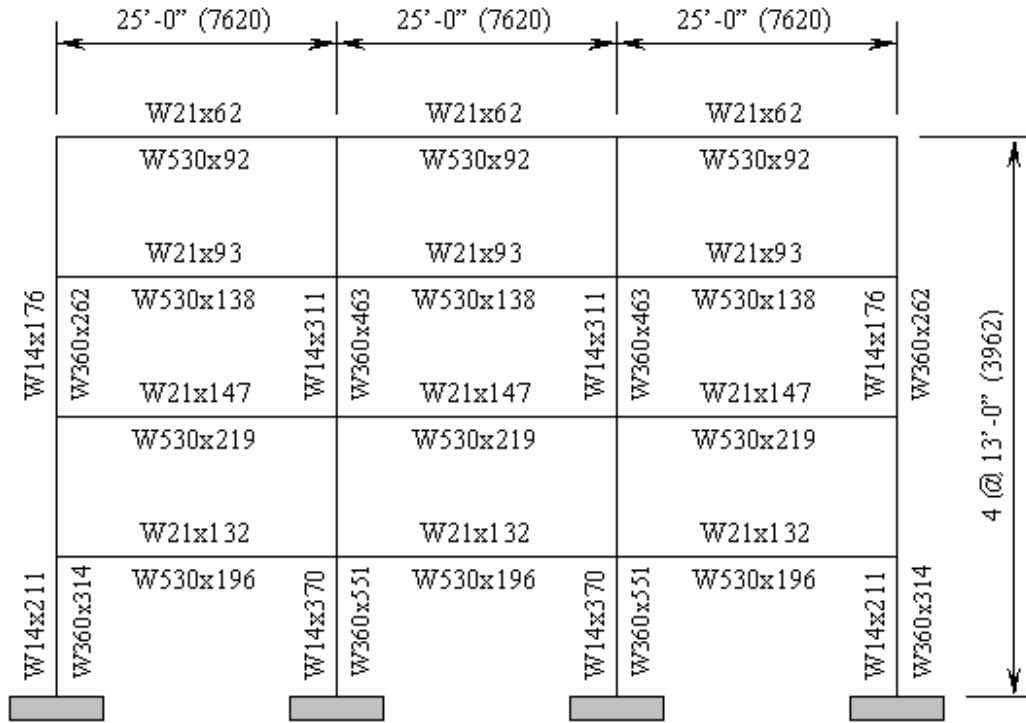 25’-0” (7620) 25’-0” (7620) 25’-0” (7620)
W21x62 W21x62 W21x62
W530x92 W530x92 W530x92
W21x93 W21x93 W21x93
W530x138 W530x138 W530x138
W14x176 W360x262 W14x311 W360x463 W14x311 W360x463 W14x176 W360x262
W21x147 W21x147 W21x147
W530x219 W530x219 W530x219
4 @ 13’-0” (3962)
W21x132 W21x132 W21x132
W530x196 W530x196 W530x196
W14x211 W360x314 W14x370 W360x551 W14x370 W360x551 W14x211 W360x314